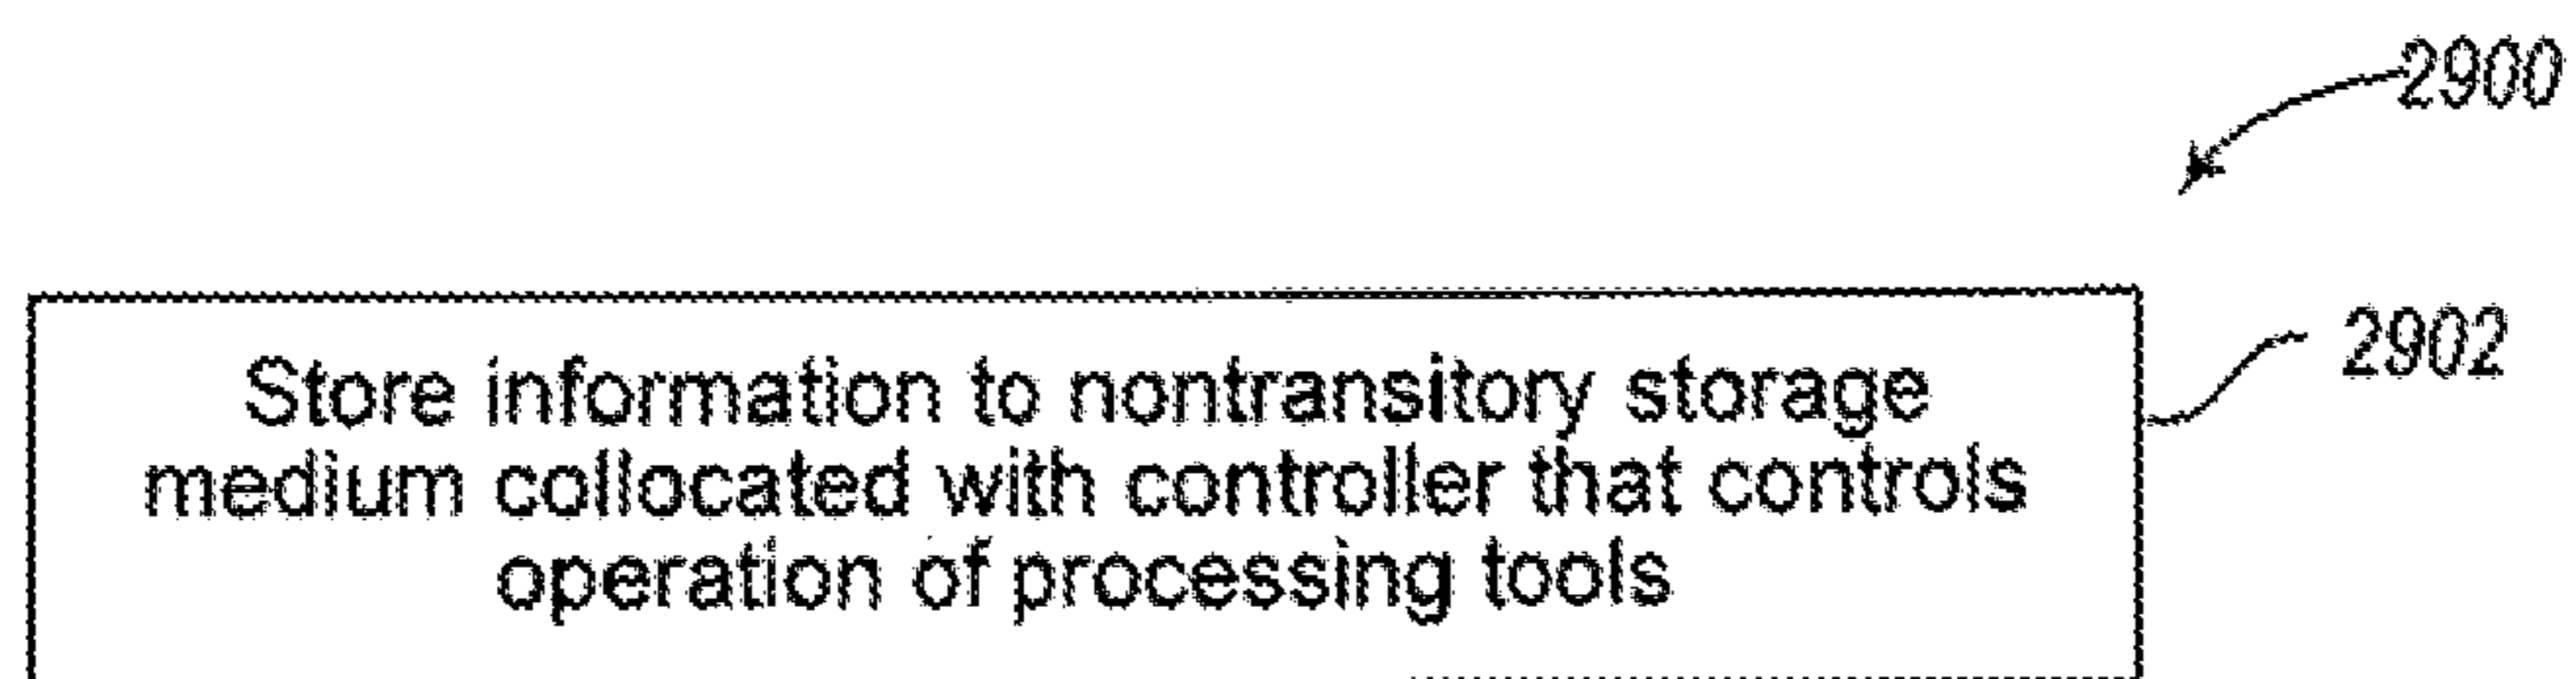 2900
2902
Store information to nontransitory storage
medium collocated with controller that controls
operation of processing tools